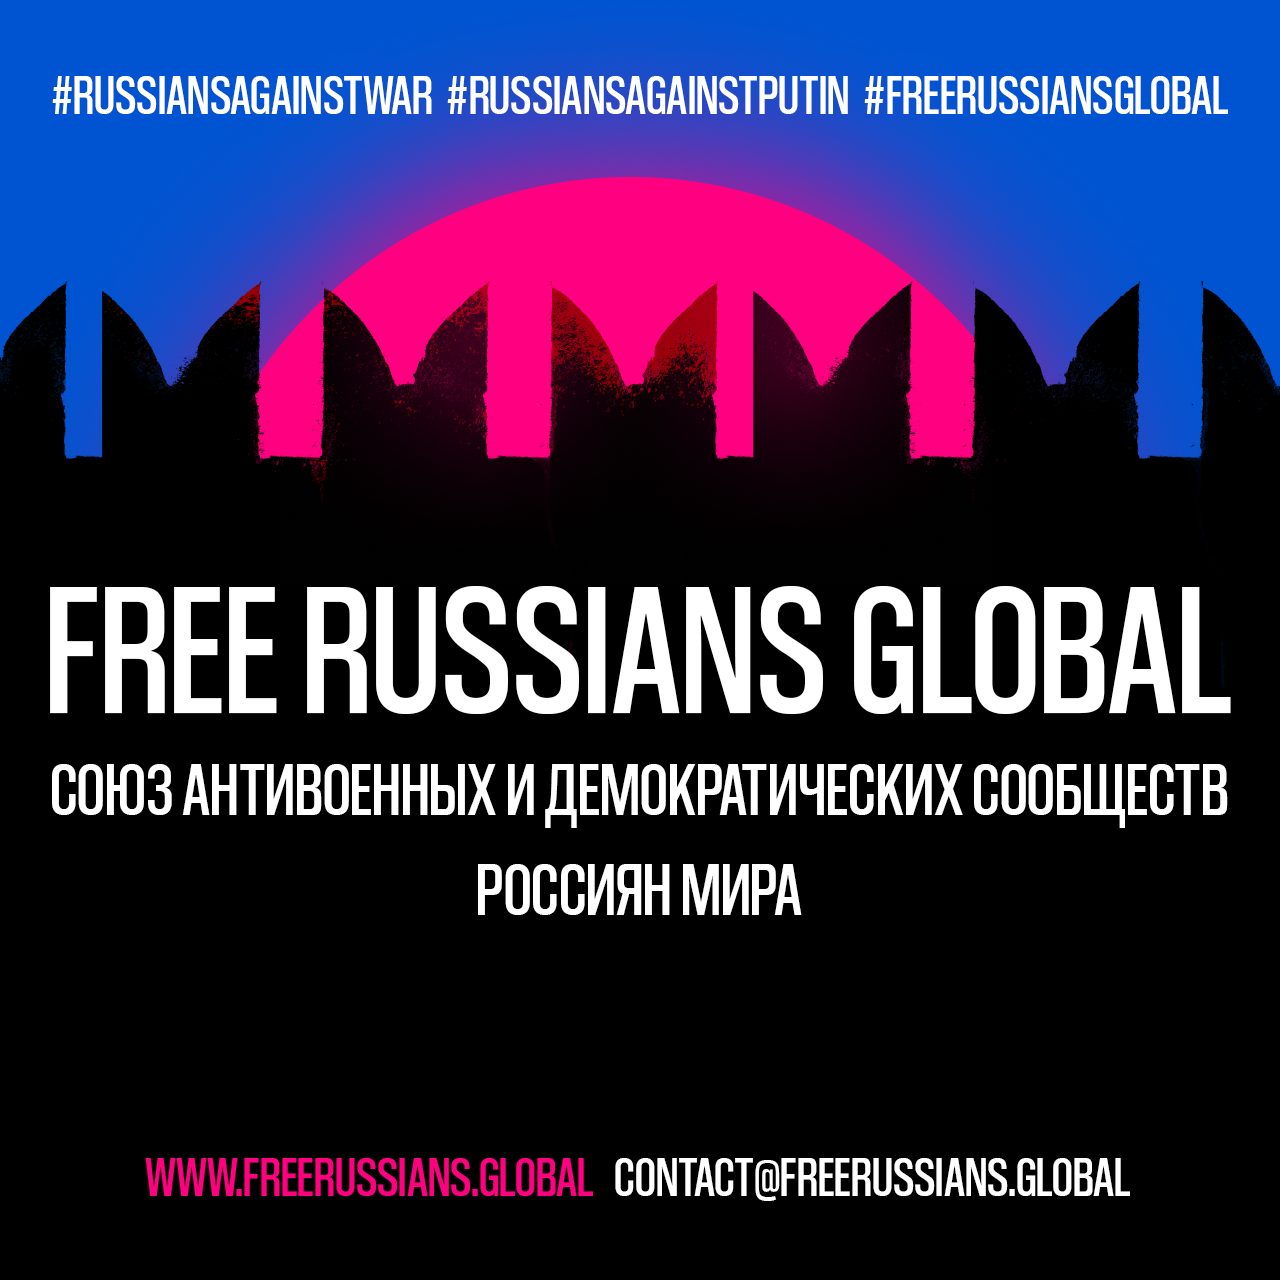 #RUSSIANSAGAINSTWAR #RUSSIANSAGAINSTPUTIN #FREERUSSIANSGLOBAL
FREE RUSSIANS GLOBAL
СОЮЗ АНТИВОЕННЫХ И ДЕМОКРАТИЧЕСКИХ СООБЩЕСТВ
РОССИЯН МИРА
WWW.FREERUSSIANS.GLOBAL CONTACT@FREERUSSIANS.GLOBAL